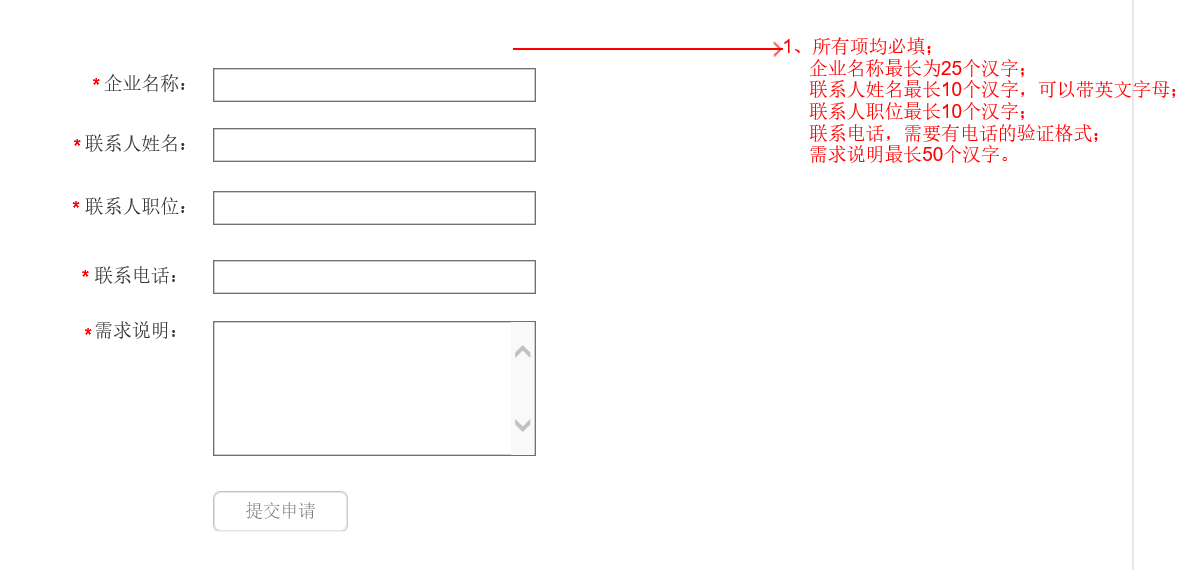 1、所有项均必填；
企业名称最长为25个汉字；
* 企业名称：
联系人姓名最长10个汉字，可以带英文字母；
联系人职位最长10个汉字；
联系电话，需要有电话的验证格式；
* 联系人姓名：
需求说明最长50个汉字。
* 联系人职位：
* 联系电话：
*需求说明：
提交申请